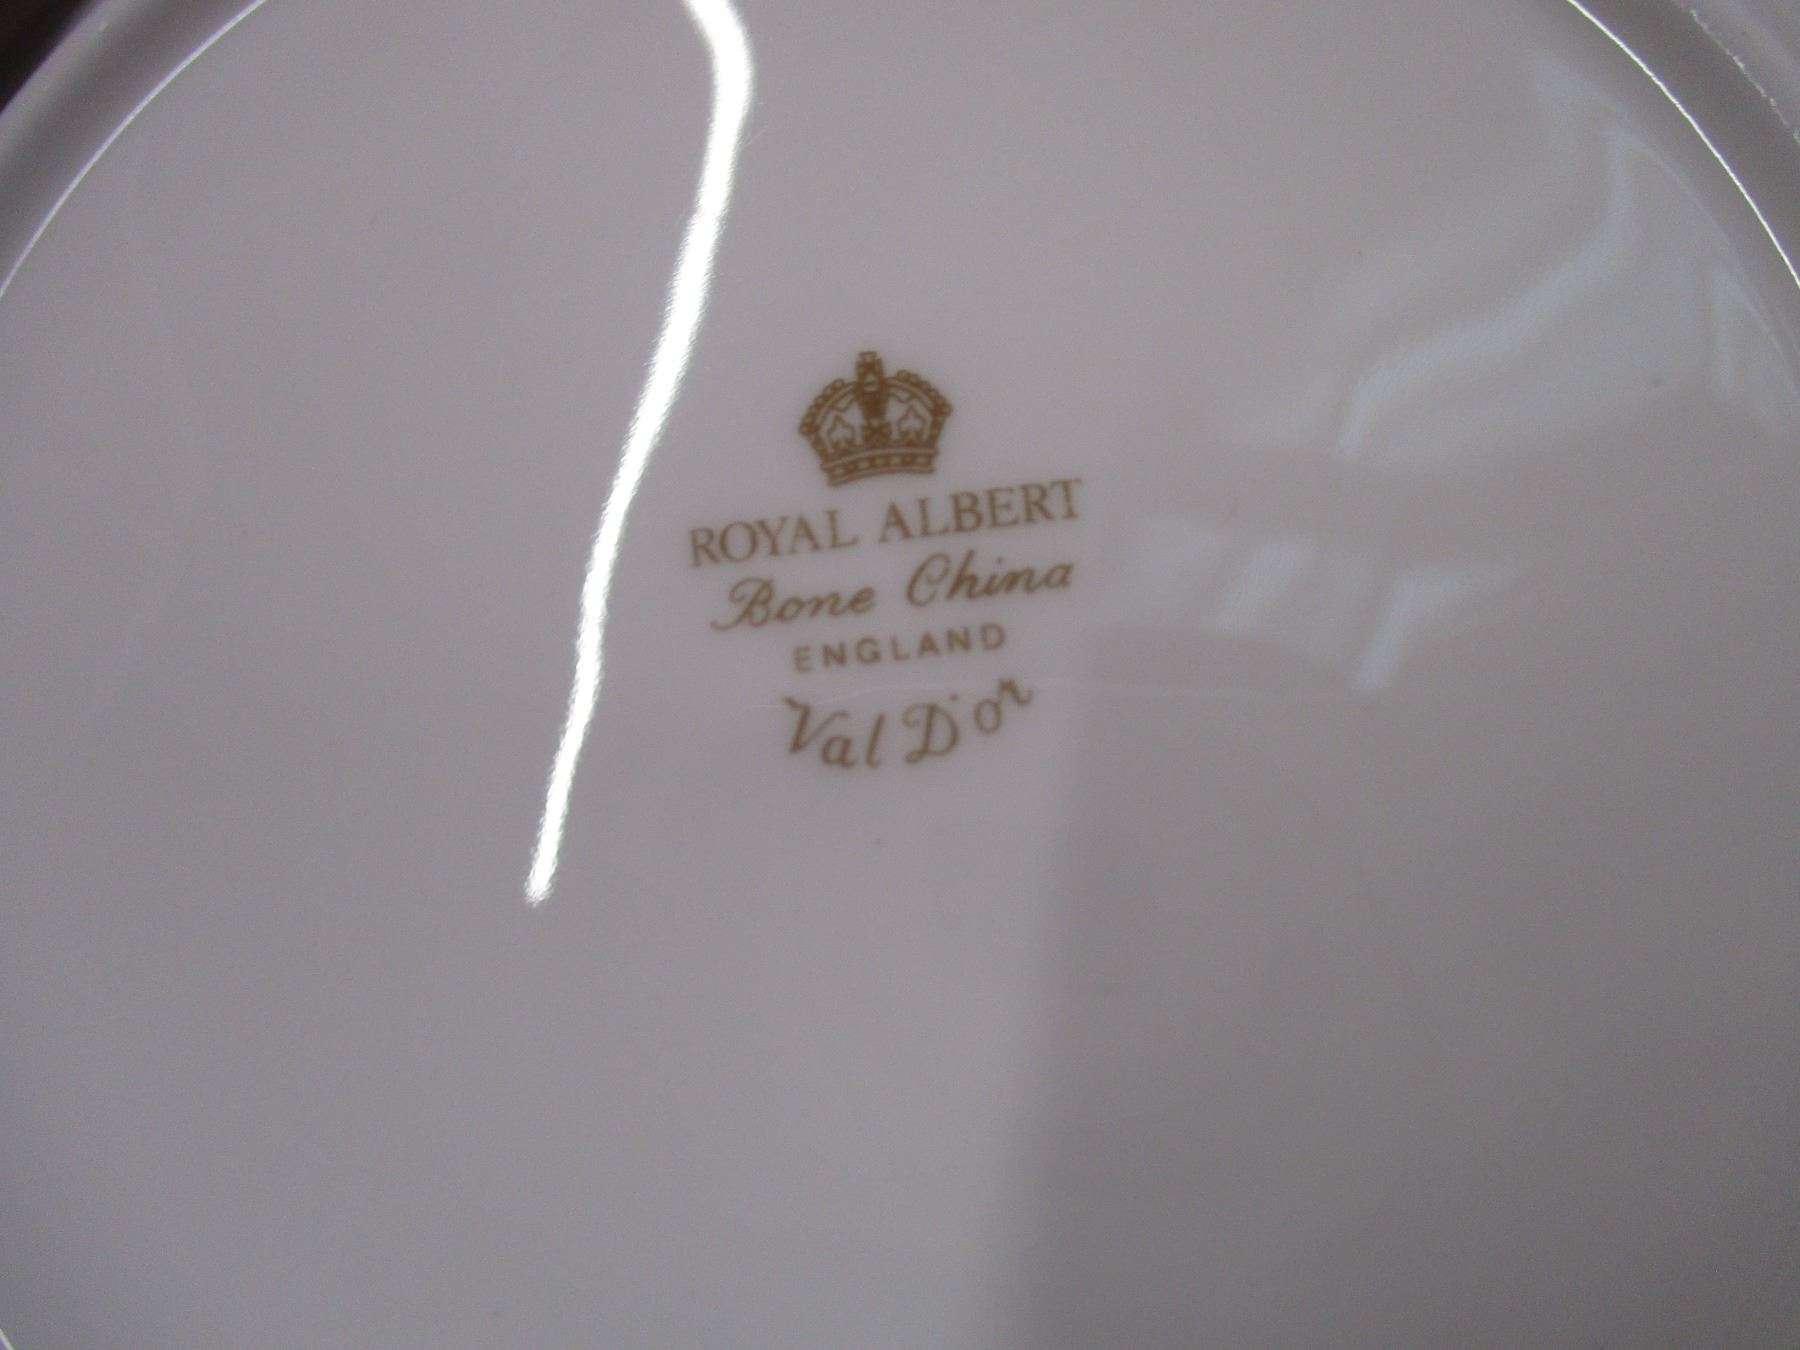 ROYAL ALBERT
Bone China
ENGLAND
Val D'or